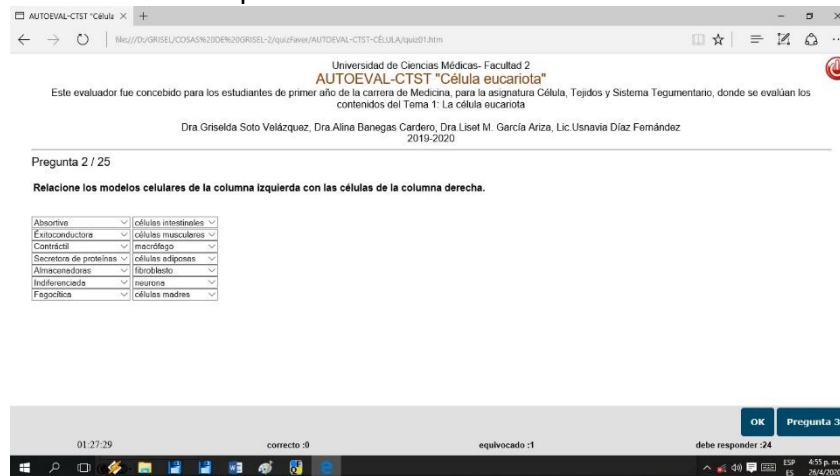 AUTOEVAL-CTST "Célula
file:///D:/GRISEL/COSAS%20DE%20GRISEL-2/quizFaver/AUTOEVAL-CTST-CÉLULA/quiz01.htm
Universidad de Ciencias Médicas- Facultad 2
AUTOEVAL-CTST "Célula eucariota"
Este evaluador fue concebido para los estudiantes de primer año de la carrera de Medicina, para la asignatura Célula, Tejidos y Sistema Tegumentario, donde se evalúan los
contenidos del Tema 1: La célula eucariota
Dra.Griselda Soto Velázquez, Dra.Alina Banegas Cardero, Dra.Liset M. García Ariza, Lic.Usnavia Díaz Fernández
2019-2020
Pregunta 2 / 25
Relacione los modelos celulares de la columna izquierda con las células de la columna derecha.
Absortiva células intestinales
Éxitoconductora células musculares
Contráctil macrófago
Secretora de proteínas células adiposas
Almacenadoras fibroblasto
Indiferenciada neurona
Fagocítica células madres
OK Pregunta 3
01:27:29 correcto :0 equivocado :1 debe responder :24
ESP 4:55 p. m.
ES